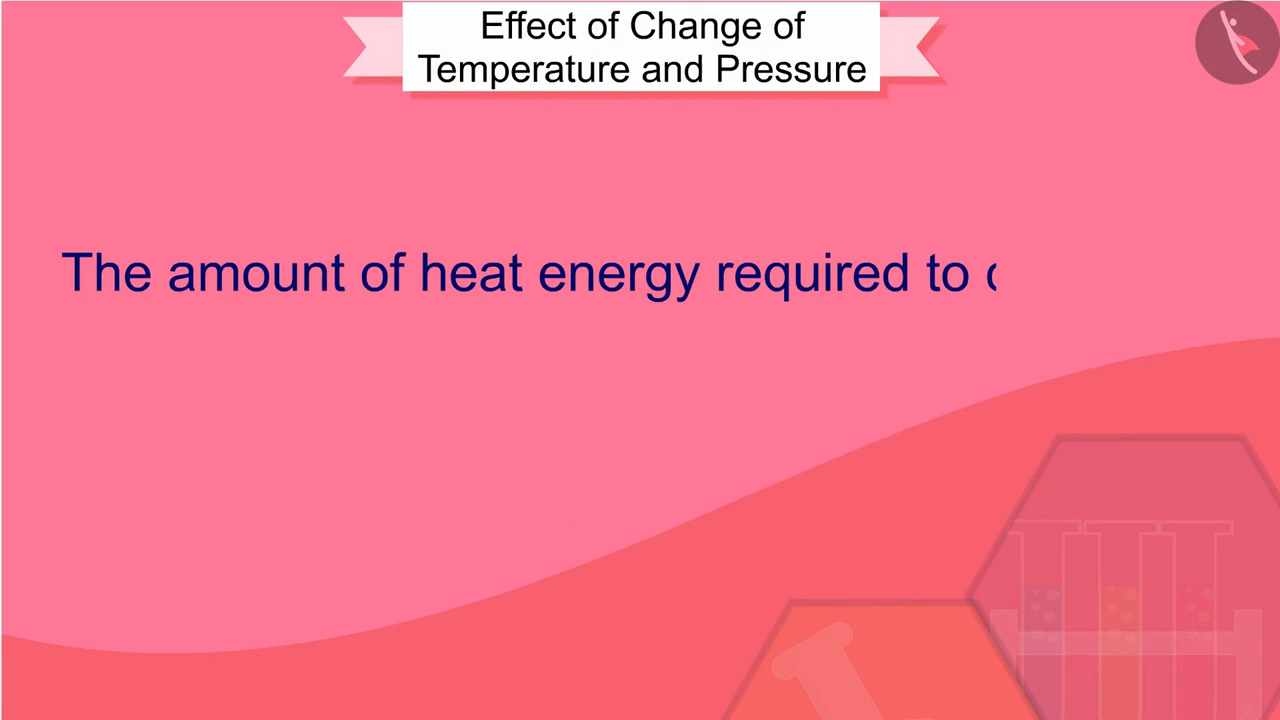 Effect of Change of
Temperature and Pressure
The amount of heat energy required to